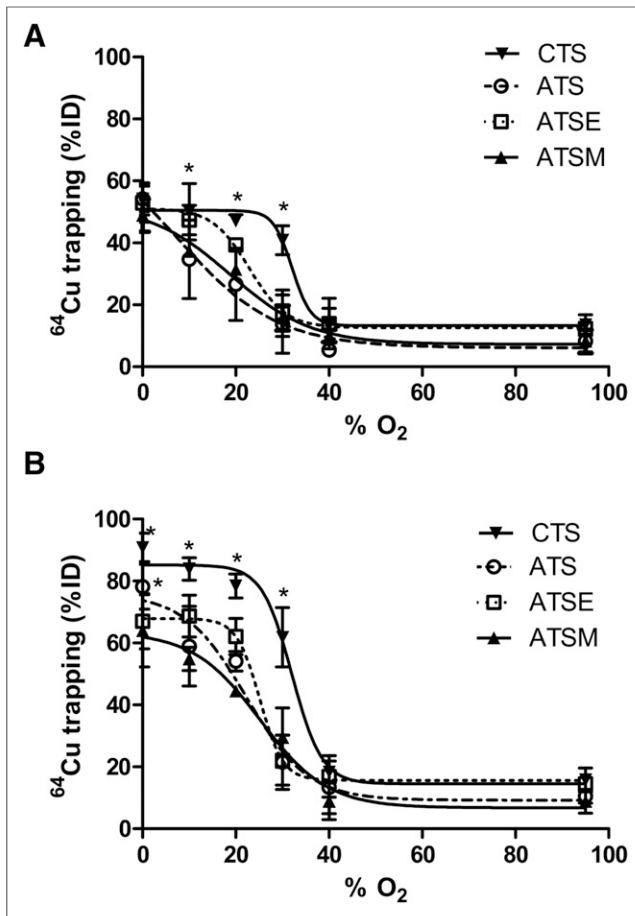 A
100
80
60
40
20
0
⁶⁴Cu trapping (%ID)
* * *
CTS
ATS
ATSE
ATSM
0 20 40 60 80 100
% O₂
B
100
80
60
40
20
0
⁶⁴Cu trapping (%ID)
* * * *
*
CTS
ATS
ATSE
ATSM
0 20 40 60 80 100
% O₂